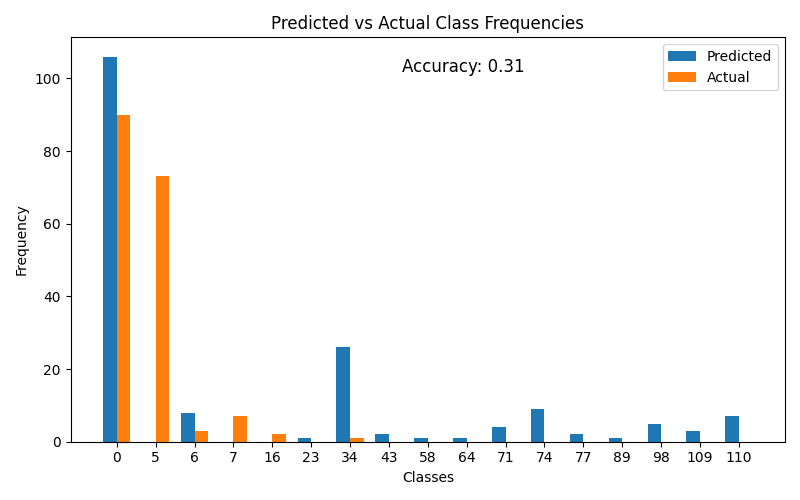 Predicted vs Actual Class Frequencies
Accuracy: 0.31
Predicted
Actual
Frequency
100
80
60
40
20
0
0 5 6 7 16 23 34 43 58 64 71 74 77 89 98 109 110
Classes